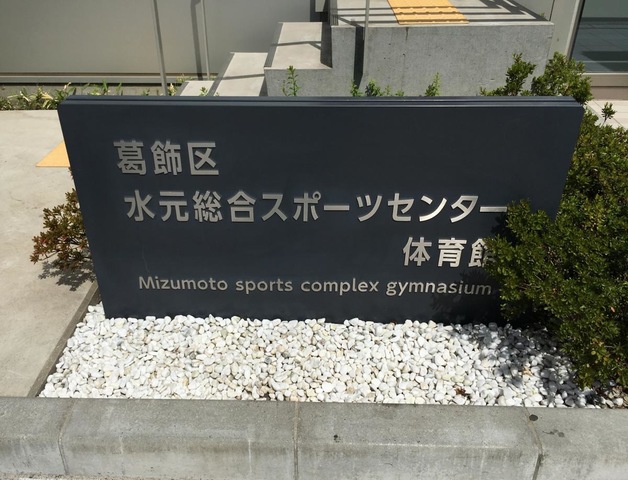 葛飾区
水元総合スポーツセンター
体育館
Mizumoto sports complex gymnasium